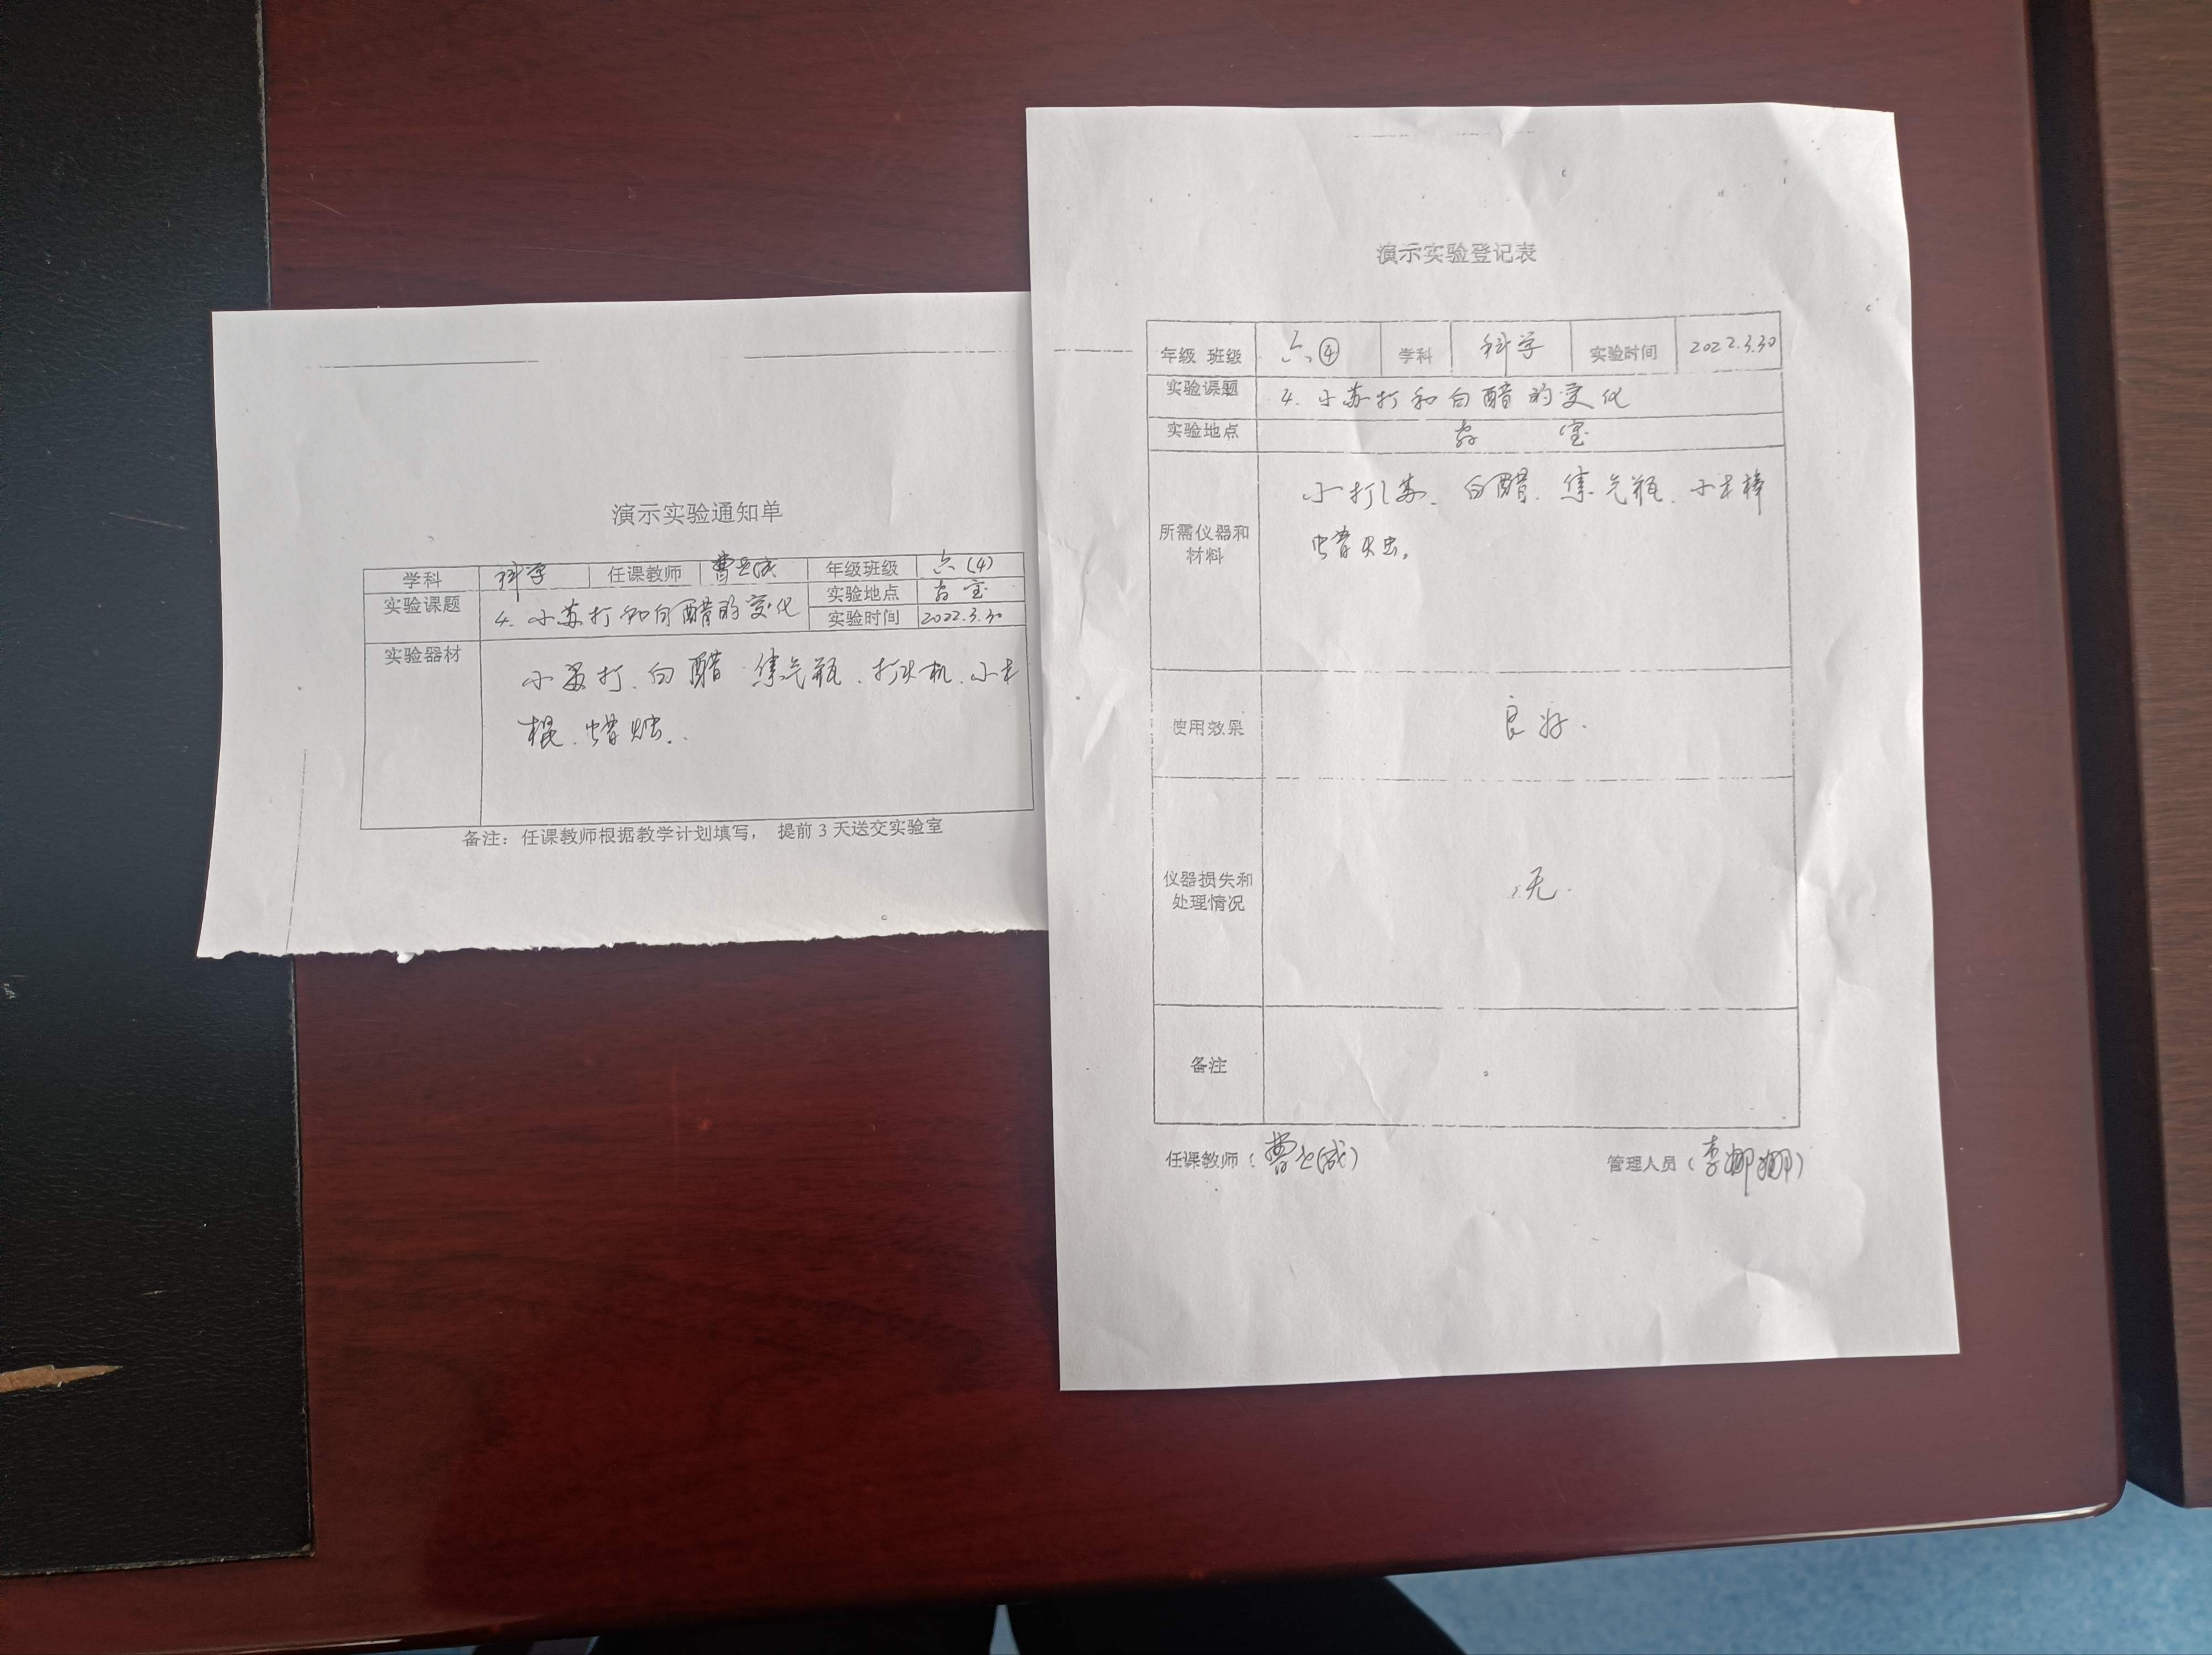 演示实验通知单
学科 科学 任课教师 曹 年级班级 六(4)
实验课题 4. 小苏打和白醋的变化 实验地点 教室
实验时间 2022.3.30
实验器材 小苏打、白醋 集气瓶、打火机、小木
棍、蜡烛.
备注：任课教师根据教学计划填写， 提前3天送交实验室
演示实验登记表
年级 班级 六、④ 学科 科学 实验时间 2022.3.30
实验课题 4. 小苏打和白醋的变化
实验地点 教室
所需仪器和
材料
小打苏、白醋、集气瓶、小木棒
蜡烛。
使用效果 良好.
仪器损失和
处理情况
无.
备注
任课教师（曹 ） 管理人员（李娜娜）